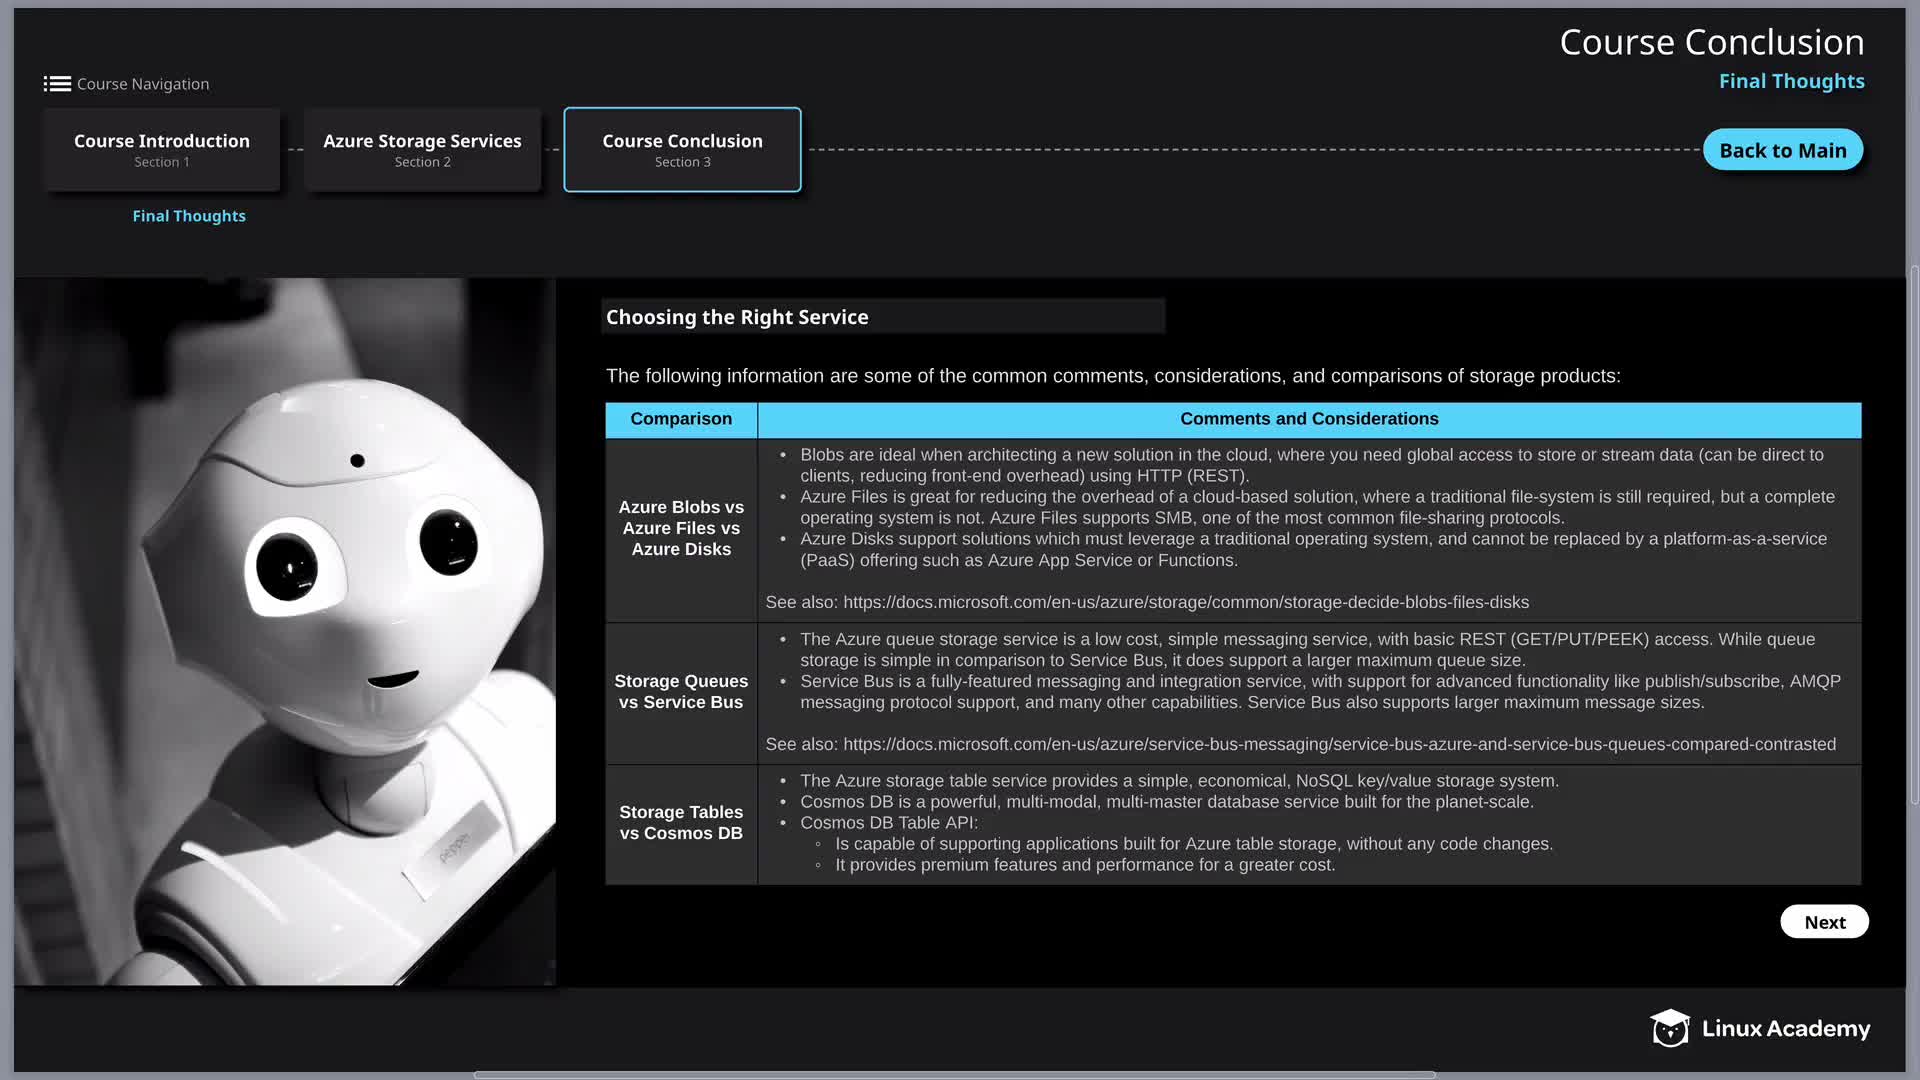 Course Conclusion
Final Thoughts
Course Navigation
Course Introduction
Section 1
Azure Storage Services
Section 2
Course Conclusion
Section 3
Back to Main
Final Thoughts
Choosing the Right Service
The following information are some of the common comments, considerations, and comparisons of storage products:
Comparison
Comments and Considerations
Azure Blobs vs
Azure Files vs
Azure Disks
• Blobs are ideal when architecting a new solution in the cloud, where you need global access to store or stream data (can be direct to
clients, reducing front-end overhead) using HTTP (REST).
• Azure Files is great for reducing the overhead of a cloud-based solution, where a traditional file-system is still required, but a complete
operating system is not. Azure Files supports SMB, one of the most common file-sharing protocols.
• Azure Disks support solutions which must leverage a traditional operating system, and cannot be replaced by a platform-as-a-service
(PaaS) offering such as Azure App Service or Functions.
See also: https://docs.microsoft.com/en-us/azure/storage/common/storage-decide-blobs-files-disks
Storage Queues
vs Service Bus
• The Azure queue storage service is a low cost, simple messaging service, with basic REST (GET/PUT/PEEK) access. While queue
storage is simple in comparison to Service Bus, it does support a larger maximum queue size.
• Service Bus is a fully-featured messaging and integration service, with support for advanced functionality like publish/subscribe, AMQP
messaging protocol support, and many other capabilities. Service Bus also supports larger maximum message sizes.
See also: https://docs.microsoft.com/en-us/azure/service-bus-messaging/service-bus-azure-and-service-bus-queues-compared-contrasted
Storage Tables
vs Cosmos DB
• The Azure storage table service provides a simple, economical, NoSQL key/value storage system.
• Cosmos DB is a powerful, multi-modal, multi-master database service built for the planet-scale.
• Cosmos DB Table API:
◦ Is capable of supporting applications built for Azure table storage, without any code changes.
◦ It provides premium features and performance for a greater cost.
pepper
Next
Linux Academy